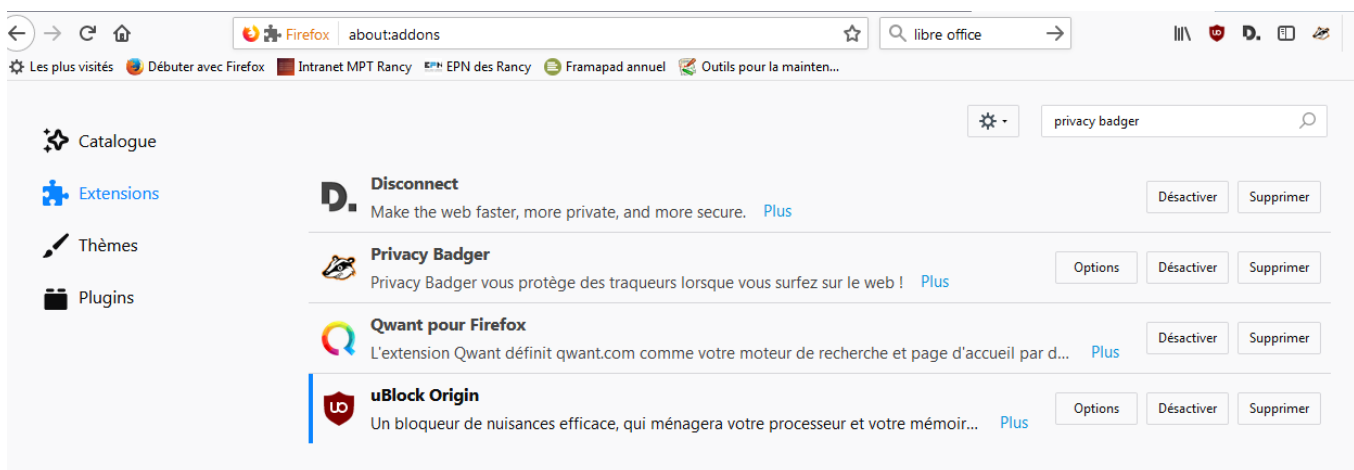 Firefox about:addons libre office D.
Les plus visités Débuter avec Firefox Intranet MPT Rancy EPN des Rancy Framapad annuel Outils pour la mainten...
privacy badger
Catalogue
Extensions
Thèmes
Plugins
D. Disconnect
Make the web faster, more private, and more secure. Plus
Désactiver Supprimer
Privacy Badger
Privacy Badger vous protège des traqueurs lorsque vous surfez sur le web ! Plus
Options Désactiver Supprimer
Qwant pour Firefox
L'extension Qwant définit qwant.com comme votre moteur de recherche et page d'accueil par d... Plus
Désactiver Supprimer
uBlock Origin
Un bloqueur de nuisances efficace, qui ménagera votre processeur et votre mémoir... Plus
Options Désactiver Supprimer